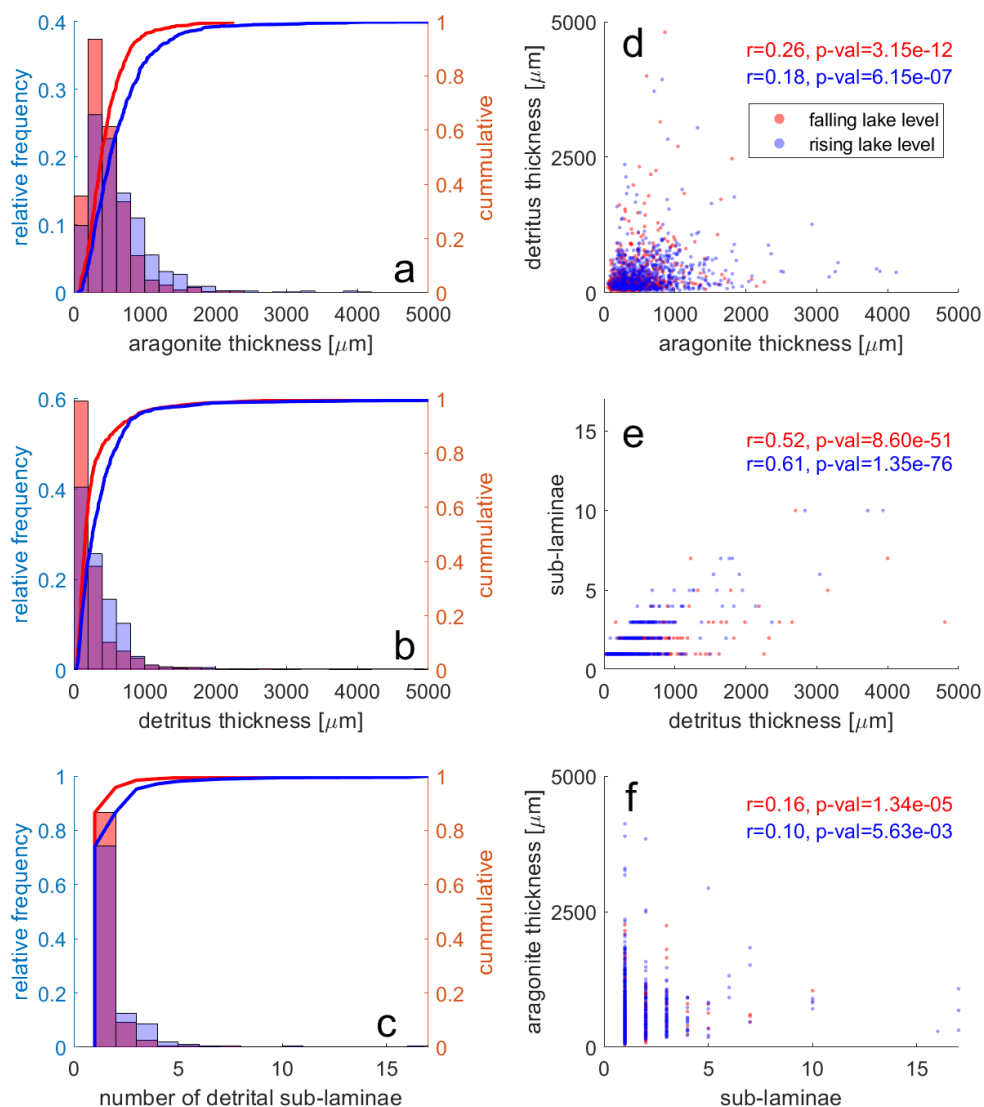 0.4
0.3
0.2
0.1
0
relative frequency
1
0.8
0.6
0.4
0.2
0
cummulative
a
0 1000 2000 3000 4000 5000
aragonite thickness [μm]
d
r=0.26, p-val=3.15e-12
r=0.18, p-val=6.15e-07
falling lake level
rising lake level
5000
2500
0
detritus thickness [μm]
0 1000 2000 3000 4000 5000
aragonite thickness [μm]
0.6
0.4
0.2
0
relative frequency
1
0.8
0.6
0.4
0.2
0
cummulative
b
0 1000 2000 3000 4000 5000
detritus thickness [μm]
e
r=0.52, p-val=8.60e-51
r=0.61, p-val=1.35e-76
15
10
5
0
sub-laminae
0 1000 2000 3000 4000 5000
detritus thickness [μm]
1
0.8
0.6
0.4
0.2
0
relative frequency
1
0.8
0.6
0.4
0.2
0
cummulative
c
0 5 10 15
number of detrital sub-laminae
f
r=0.16, p-val=1.34e-05
r=0.10, p-val=5.63e-03
5000
2500
0
aragonite thickness [μm]
0 5 10 15
sub-laminae